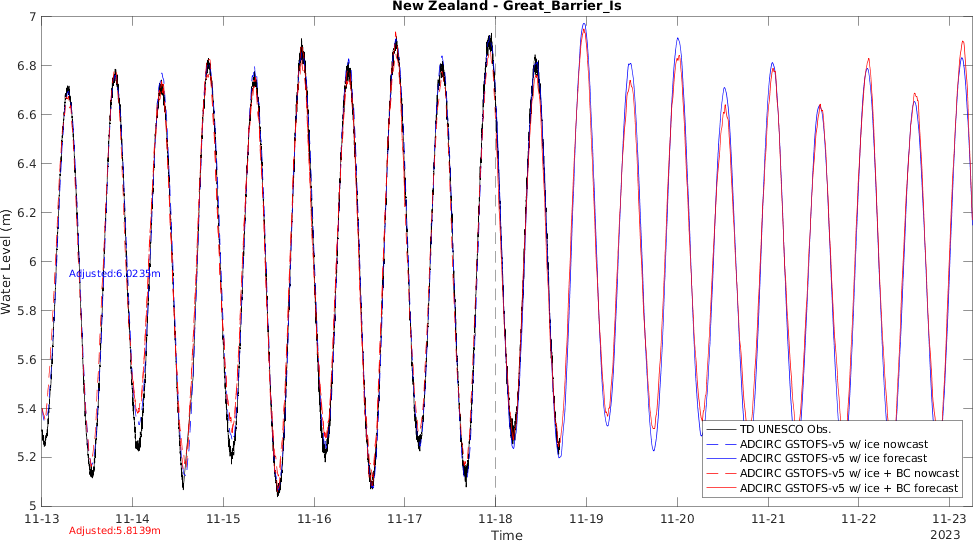 New Zealand - Great_Barrier_Is
7
6.8
6.6
6.4
6.2
6
5.8
5.6
5.4
5.2
5
Water Level (m)
Adjusted:6.0235m
TD UNESCO Obs.
ADCIRC GSTOFS-v5 w/ ice nowcast
ADCIRC GSTOFS-v5 w/ ice forecast
ADCIRC GSTOFS-v5 w/ ice + BC nowcast
ADCIRC GSTOFS-v5 w/ ice + BC forecast
11-13 11-14 11-15 11-16 11-17 11-18 11-19 11-20 11-21 11-22 11-23
Adjusted:5.8139m
Time
2023